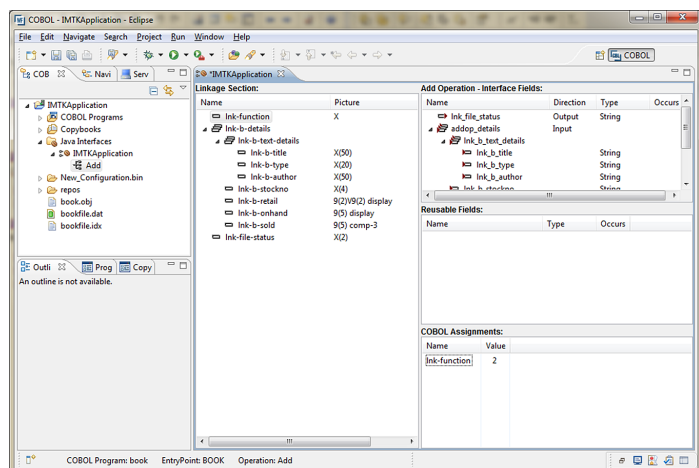 COBOL - IMTKApplication - Eclipse
File Edit Navigate Search Project Run Window Help
COBOL
COB Navi Serv
IMTKApplication
COBOL Programs
Copybooks
Java Interfaces
IMTKApplication
Add
New_Configuration.bin
repos
book.obj
bookfile.dat
bookfile.idx
Outli Prog Copy
An outline is not available.
*IMTKApplication
Linkage Section:
Name Picture
lnk-function X
lnk-b-details
lnk-b-text-details
lnk-b-title X(50)
lnk-b-type X(20)
lnk-b-author X(50)
lnk-b-stockno X(4)
lnk-b-retail 9(2)V9(2) display
lnk-b-onhand 9(5) display
lnk-b-sold 9(5) comp-3
lnk-file-status X(2)
Add Operation - Interface Fields:
Name Direction Type Occurs
lnk_file_status Output String
addop_details Input
lnk_b_text_details
lnk_b_title String
lnk_b_type String
lnk_b_author String
lnk_b_stockno String
Reusable Fields:
Name Type Occurs
COBOL Assignments:
Name Value
lnk-function 2
COBOL Program: book EntryPoint: BOOK Operation: Add